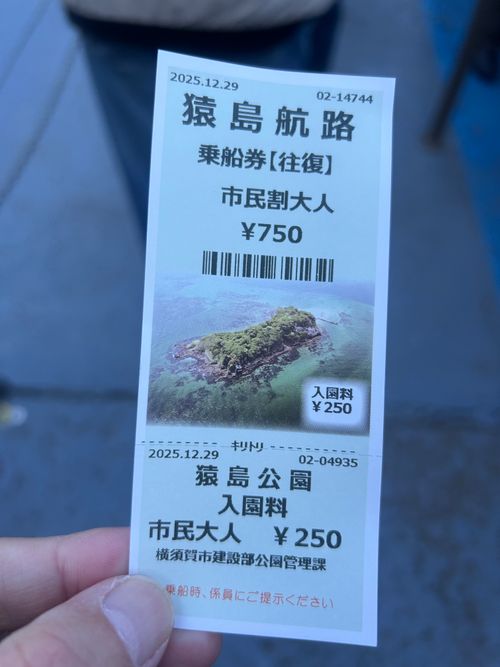 2025.12.29
02-14744
猿島航路
乗船券【往復】
市民割大人
¥750
入園料
¥250
キリトリ
2025.12.29
02-04935
猿島公園
入園料
市民大人 ¥250
横須賀市建設部公園管理課
乗船時、係員にご提示ください